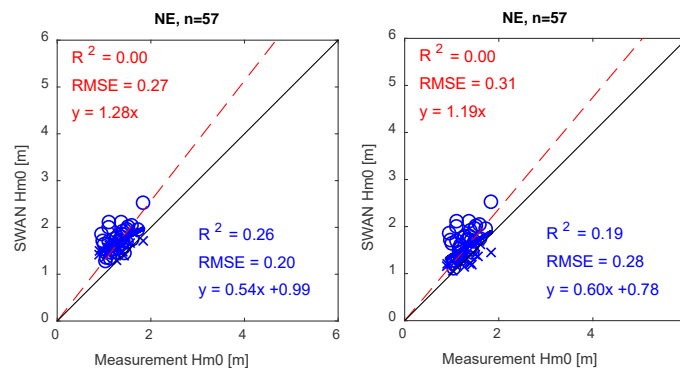 NE, n=57
6
5
4
3
2
1
0
SWAN Hm0 [m]
R 2 = 0.00
RMSE = 0.27
y = 1.28x
R 2 = 0.26
RMSE = 0.20
y = 0.54x +0.99
0 2 4 6
Measurement Hm0 [m]
NE, n=57
6
5
4
3
2
1
0
SWAN Hm0 [m]
R 2 = 0.00
RMSE = 0.31
y = 1.19x
R 2 = 0.19
RMSE = 0.28
y = 0.60x +0.78
0 2 4
Measurement Hm0 [m]